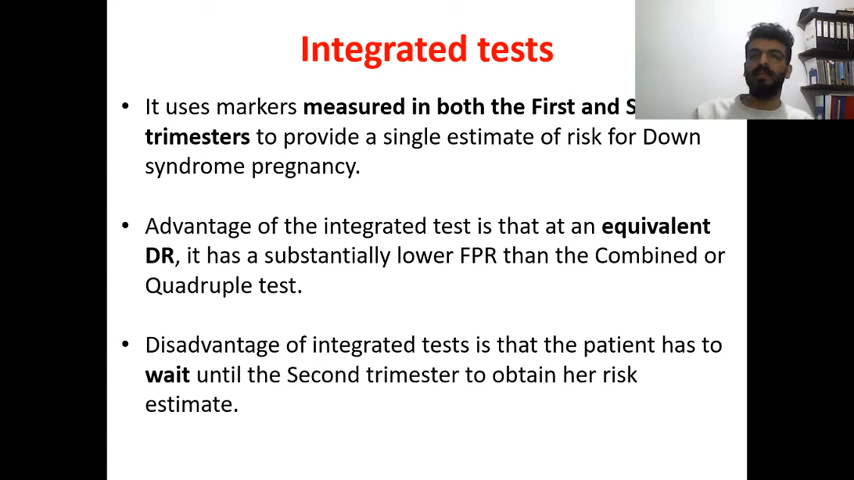 Integrated tests
• It uses markers measured in both the First and S
trimesters to provide a single estimate of risk for Down
syndrome pregnancy.
• Advantage of the integrated test is that at an equivalent
DR, it has a substantially lower FPR than the Combined or
Quadruple test.
• Disadvantage of integrated tests is that the patient has to
wait until the Second trimester to obtain her risk
estimate.